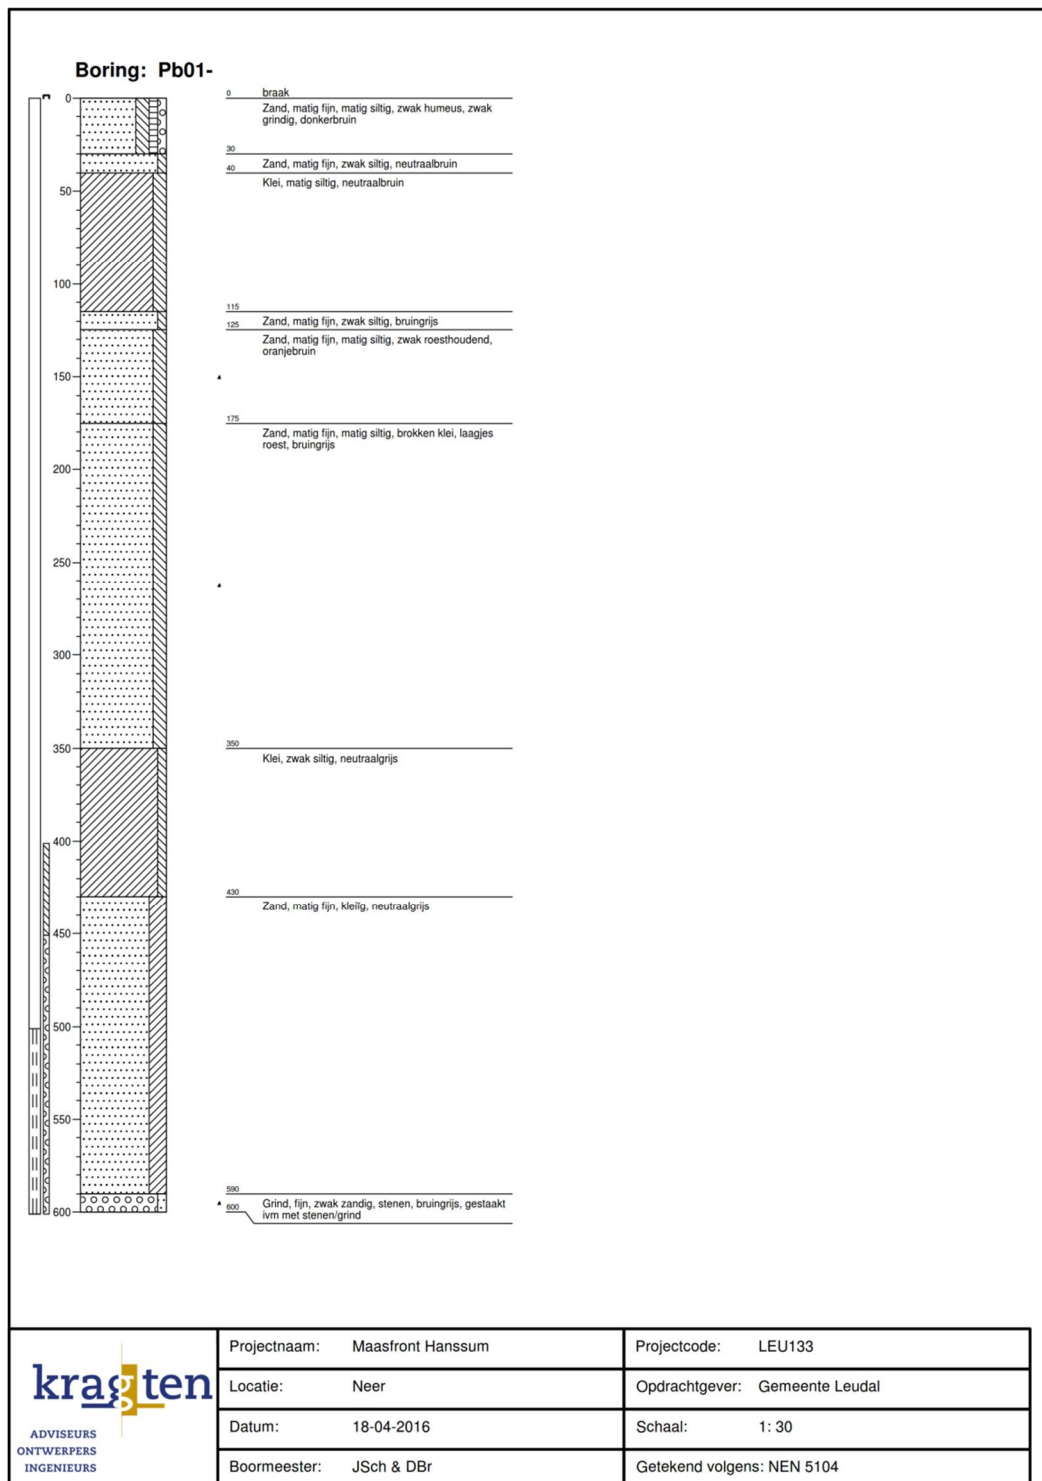 Boring: Pb01-
0
50
100
150
200
250
300
350
400
450
500
550
600
0 braak
Zand, matig fijn, matig siltig, zwak humeus, zwak
grindig, donkerbruin
30
Zand, matig fijn, zwak siltig, neutraalbruin
40
Klei, matig siltig, neutraalbruin
115
Zand, matig fijn, zwak siltig, bruingrijs
125
Zand, matig fijn, matig siltig, zwak roesthoudend,
oranjebruin
175
Zand, matig fijn, matig siltig, brokken klei, laagjes
roest, bruingrijs
350
Klei, zwak siltig, neutraalgrijs
430
Zand, matig fijn, kleiïg, neutraalgrijs
590
Grind, fijn, zwak zandig, stenen, bruingrijs, gestaakt
600
ivm met stenen/grind
kragten
ADVISEURS
ONTWERPERS
INGENIEURS
Projectnaam: Maasfront Hanssum
Projectcode: LEU133
Locatie: Neer
Opdrachtgever: Gemeente Leudal
Datum: 18-04-2016
Schaal: 1: 30
Boormeester: JSch & DBr
Getekend volgens: NEN 5104